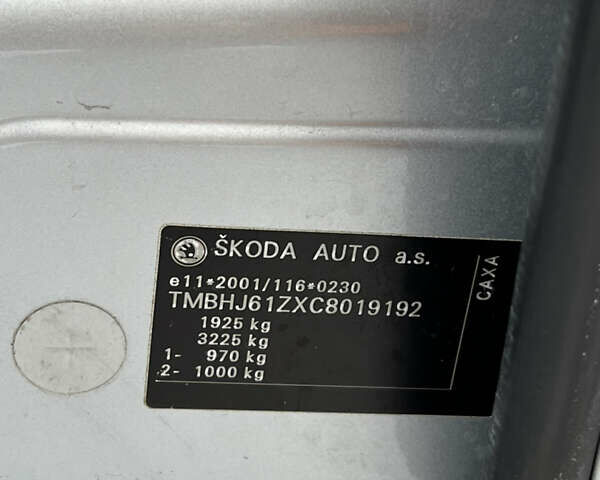 ŠKODA AUTO a.s.
e11*2001/116*0230
TMBHJ61ZXC8019192
1925 kg
3225 kg
1- 970 kg
2- 1000 kg
CAXA